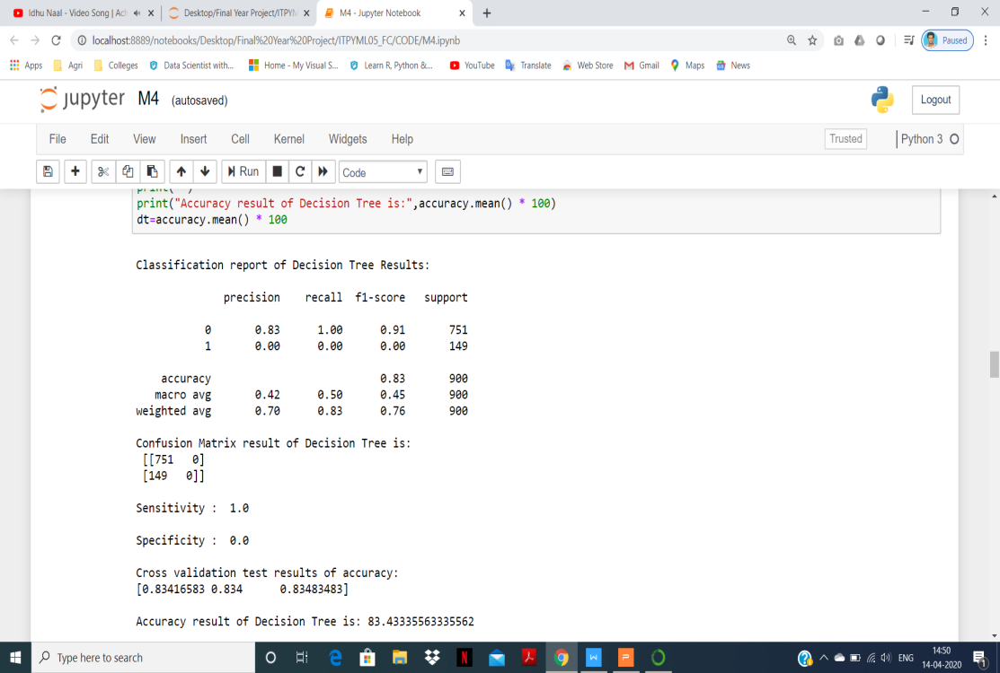 Idhu Naal - Video Song | Ach
Desktop/Final Year Project/ITPYM
M4 - Jupyter Notebook
localhost:8889/notebooks/Desktop/Final%20Year%20Project/ITPYML05_FC/CODE/M4.ipynb
Paused
Apps Agri Colleges Data Scientist with... Home - My Visual S... Learn R, Python &... YouTube Translate Web Store Gmail Maps News
jupyter M4 (autosaved)
Logout
File Edit View Insert Cell Kernel Widgets Help
Trusted
Python 3
Run
Code
print("Accuracy result of Decision Tree is:",accuracy.mean() * 100)
dt=accuracy.mean() * 100
Classification report of Decision Tree Results:
precision recall f1-score support
0 0.83 1.00 0.91 751
1 0.00 0.00 0.00 149
accuracy 0.83 900
macro avg 0.42 0.50 0.45 900
weighted avg 0.70 0.83 0.76 900
Confusion Matrix result of Decision Tree is:
[[751 0]
[149 0]]
Sensitivity : 1.0
Specificity : 0.0
Cross validation test results of accuracy:
[0.83416583 0.834 0.83483483]
Accuracy result of Decision Tree is: 83.43335563335562
Type here to search
ENG
14:50
14-04-2020
1